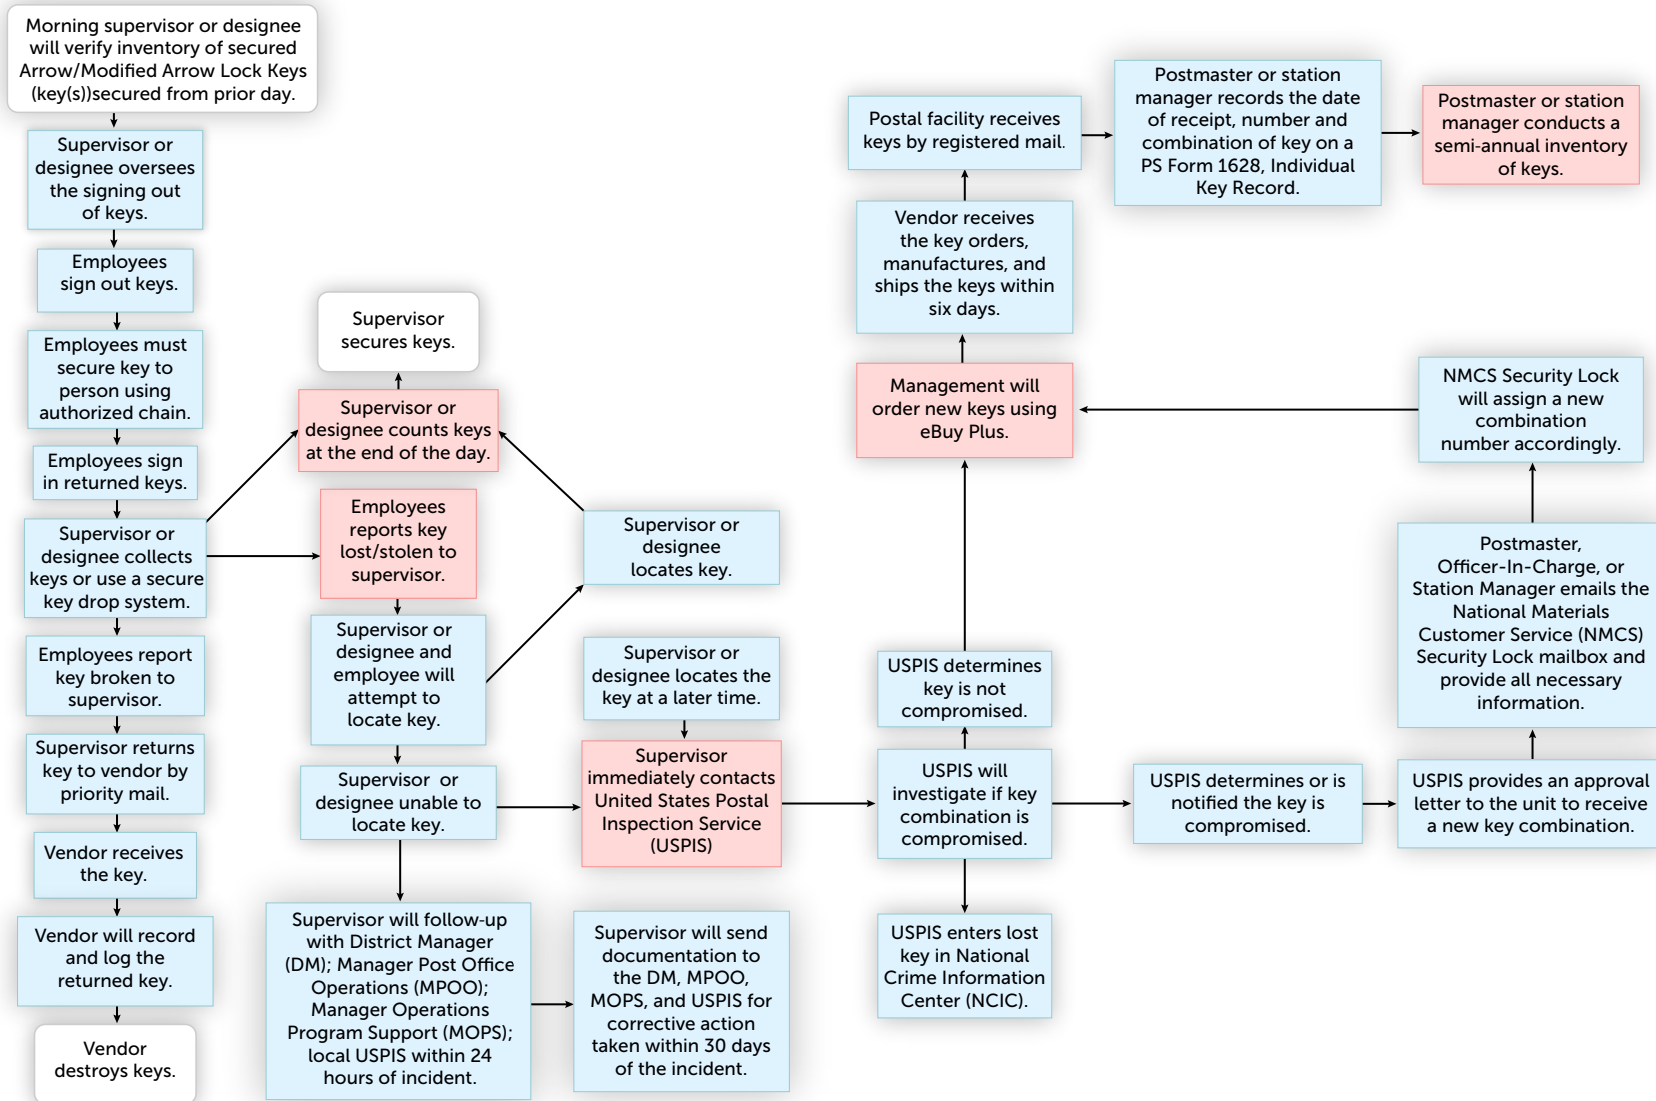 Morning supervisor or designee
will verify inventory of secured
Arrow/Modified Arrow Lock Keys
(key(s))secured from prior day.
Supervisor or
designee oversees
the signing out
of keys.
Employees
sign out keys.
Employees must
secure key to
person using
authorized chain.
Employees sign
in returned keys.
Supervisor or
designee collects
keys or use a secure
key drop system.
Employees report
key broken to
supervisor.
Supervisor returns
key to vendor by
priority mail.
Vendor receives
the key.
Vendor will record
and log the
returned key.
Vendor
destroys keys.
Supervisor
secures keys.
Supervisor or
designee counts keys
at the end of the day.
Employees
reports key
lost/stolen to
supervisor.
Supervisor or
designee and
employee will
attempt to
locate key.
Supervisor or
designee unable to
locate key.
Supervisor will follow-up
with District Manager
(DM); Manager Post Office
Operations (MPOO);
Manager Operations
Program Support (MOPS);
local USPIS within 24
hours of incident.
Supervisor or
designee
locates key.
Supervisor or
designee locates the
key at a later time.
Supervisor
immediately contacts
United States Postal
Inspection Service
(USPIS)
Supervisor will send
documentation to
the DM, MPOO,
MOPS, and USPIS for
corrective action
taken within 30 days
of the incident.
Postal facility receives
keys by registered mail.
Vendor receives
the key orders,
manufactures, and
ships the keys within
six days.
Management will
order new keys using
eBuy Plus.
USPIS determines
key is not
compromised.
USPIS will
investigate if key
combination is
compromised.
USPIS enters lost
key in National
Crime Information
Center (NCIC).
Postmaster or station
manager records the date
of receipt, number and
combination of key on a
PS Form 1628, Individual
Key Record.
USPIS determines or is
notified the key is
compromised.
Postmaster or station
manager conducts a
semi-annual inventory
of keys.
NMCS Security Lock
will assign a new
combination
number accordingly.
Postmaster,
Officer-In-Charge, or
Station Manager emails the
National Materials
Customer Service (NMCS)
Security Lock mailbox and
provide all necessary
information.
USPIS provides an approval
letter to the unit to receive
a new key combination.